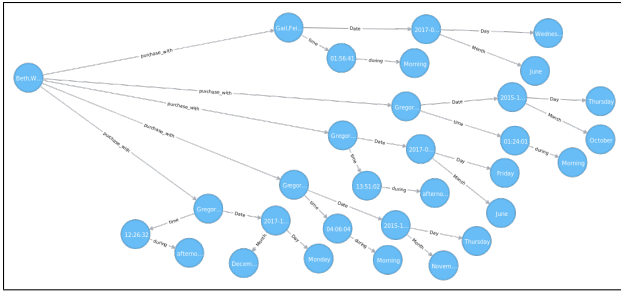 Gail,Fel...
Date
2017-0...
Day
Wednes...
Month
June
time
01:56:41
during
Morning
purchase_with
Beth,W...
purchase_with
Gregor...
Date
2015-1...
Day
Thursday
Month
October
time
01:24:01
during
Morning
purchase_with
Gregor...
Date
2017-0...
Day
Friday
Month
June
time
13:51:02
during
afterno...
purchase_with
Gregor...
Date
2015-1...
Day
Thursday
Month
Novem...
time
04:06:04
during
Morning
purchase_with
Gregor...
Date
2017-1...
Day
Monday
Month
Decem...
time
12:26:32
during
afterno...